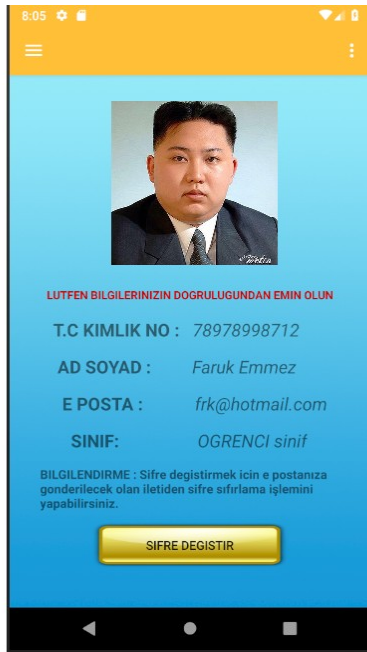 8:05
LUTFEN BILGILERINIZIN DOGRULUGUNDAN EMIN OLUN
T.C KIMLIK NO : 78978998712
AD SOYAD : Faruk Emmez
E POSTA : frk@hotmail.com
SINIF: OGRENCI sinif
BILGILENDIRME : Sifre degistirmek icin e postanıza
gonderilecek olan iletiden sifre sıfırlama işlemini
yapabilirsiniz.
SIFRE DEGISTIR